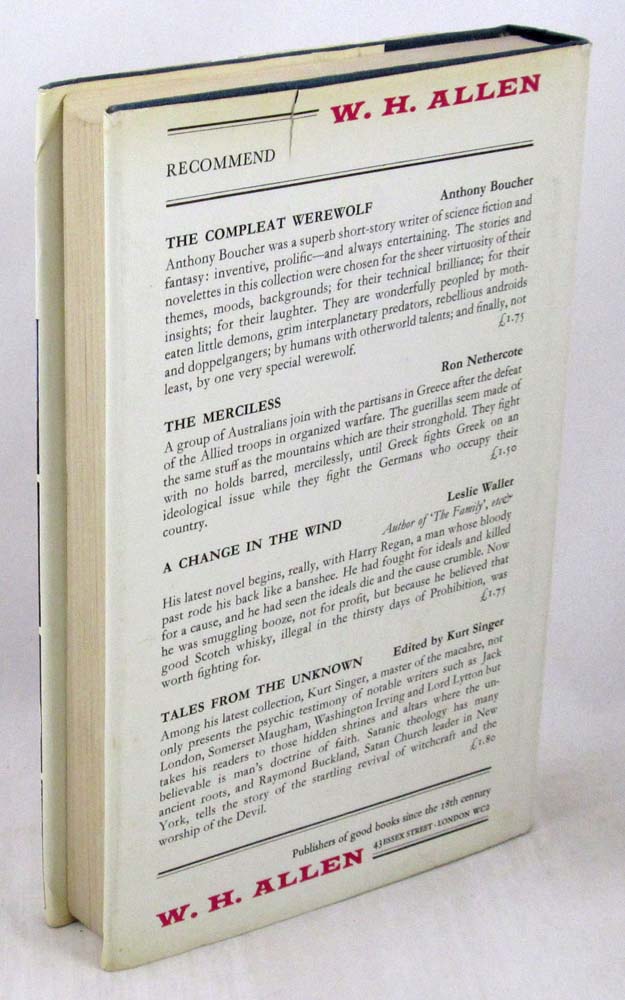 W. H. ALLEN
RECOMMEND
THE COMPLEAT WEREWOLF Anthony Boucher
Anthony Boucher was a superb short-story writer of science fiction and
fantasy: inventive, prolific—and always entertaining. The stories and
novelettes in this collection were chosen for the sheer virtuosity of their
themes, moods, backgrounds; for their technical brilliance; for their
insights; for their laughter. They are wonderfully peopled by moth-
eaten little demons, grim interplanetary predators, rebellious androids
and doppelgangers; by humans with otherworld talents; and finally, not
least, by one very special werewolf. £1.75
THE MERCILESS Ron Nethercote
A group of Australians join with the partisans in Greece after the defeat
of the Allied troops in organized warfare. The guerillas seem made of
the same stuff as the mountains which are their stronghold. They fight
with no holds barred, mercilessly, until Greek fights Greek on an
ideological issue while they fight the Germans who occupy their
country. £1.50
A CHANGE IN THE WIND Leslie Waller
Author of 'The Family', etc
His latest novel begins, really, with Harry Regan, a man whose bloody
past rode his back like a banshee. He had fought for ideals and killed
for a cause, and he had seen the ideals die and the cause crumble. Now
he was smuggling booze, not for profit, but because he believed that
good Scotch whisky, illegal in the thirsty days of Prohibition, was
worth fighting for. £1.75
TALES FROM THE UNKNOWN Edited by Kurt Singer
Among his latest collection, Kurt Singer, a master of the macabre, not
only presents the psychic testimony of notable writers such as Jack
London, Somerset Maugham, Washington Irving and Lord Lytton but
takes his readers to those hidden shrines and altars where the un-
believable is man's doctrine of faith. Satanic theology has many
ancient roots, and Raymond Buckland, Satan Church leader in New
York, tells the story of the startling revival of witchcraft and the
worship of the Devil. £1.80
Publishers of good books since the 18th century
W. H. ALLEN 43 ESSEX STREET · LONDON WC2